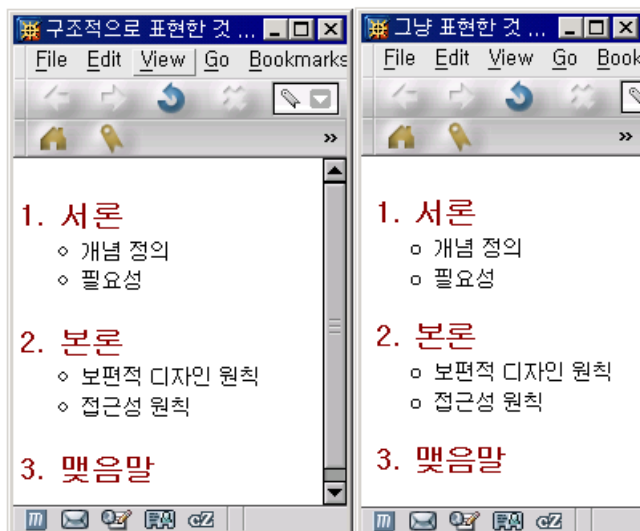 구조적으로 표현한 것 ...
File Edit View Go Bookmarks
1. 서론
개념 정의
필요성
2. 본론
보편적 디자인 원칙
접근성 원칙
3. 맺음말
그냥 표현한 것 ...
File Edit View Go Book
1. 서론
개념 정의
필요성
2. 본론
보편적 디자인 원칙
접근성 원칙
3. 맺음말